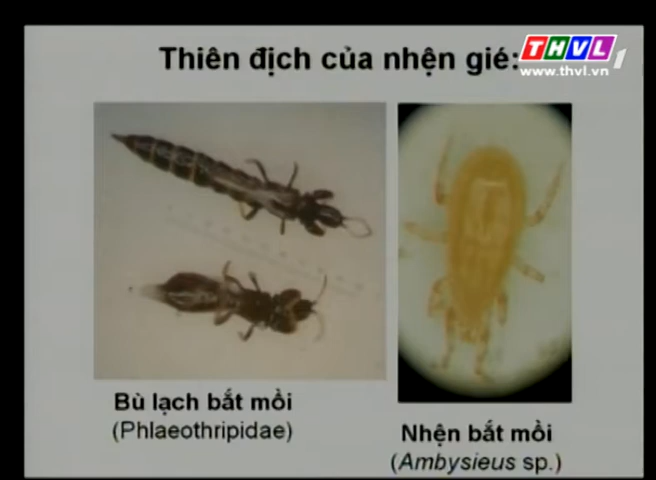 Thiên địch của nhện gié:
THVL1
www.thvl.vn
Bù lạch bắt mồi
(Phlaeothripidae)
Nhện bắt mồi
(Ambysieus sp.)